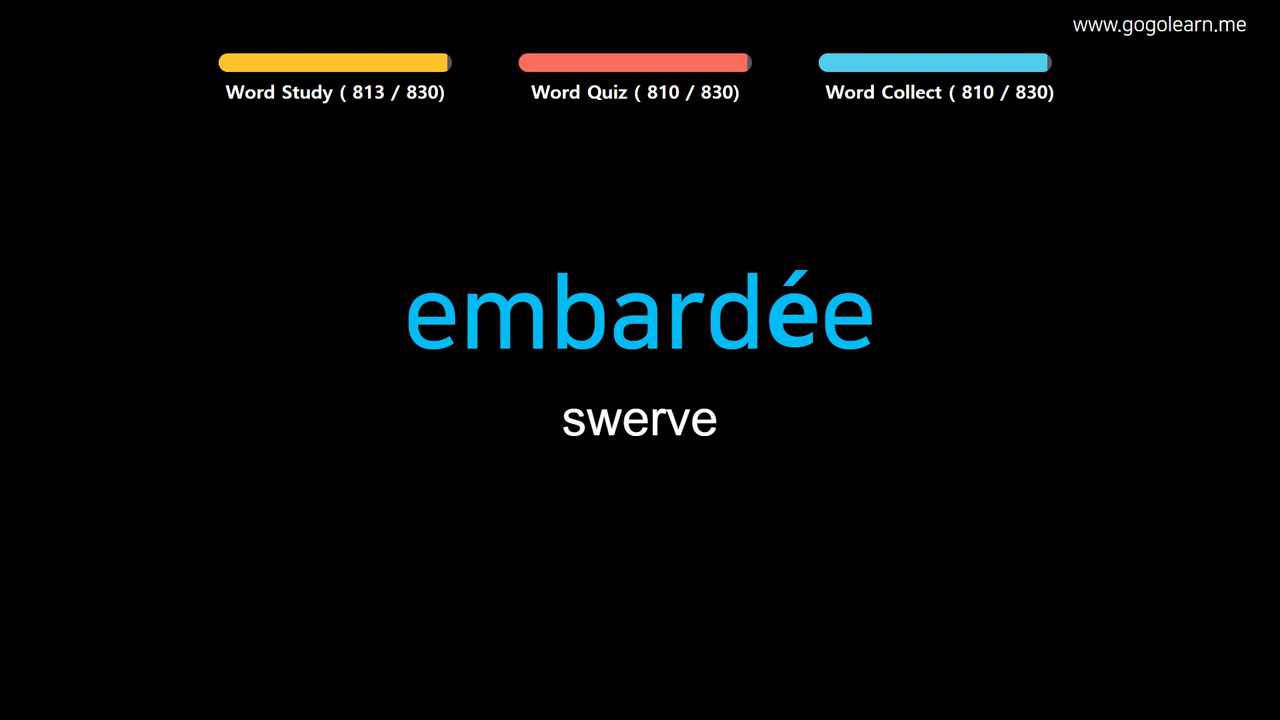 www.gogolearn.me
Word Study ( 813 / 830)
Word Quiz ( 810 / 830)
Word Collect ( 810 / 830)
embardée
swerve